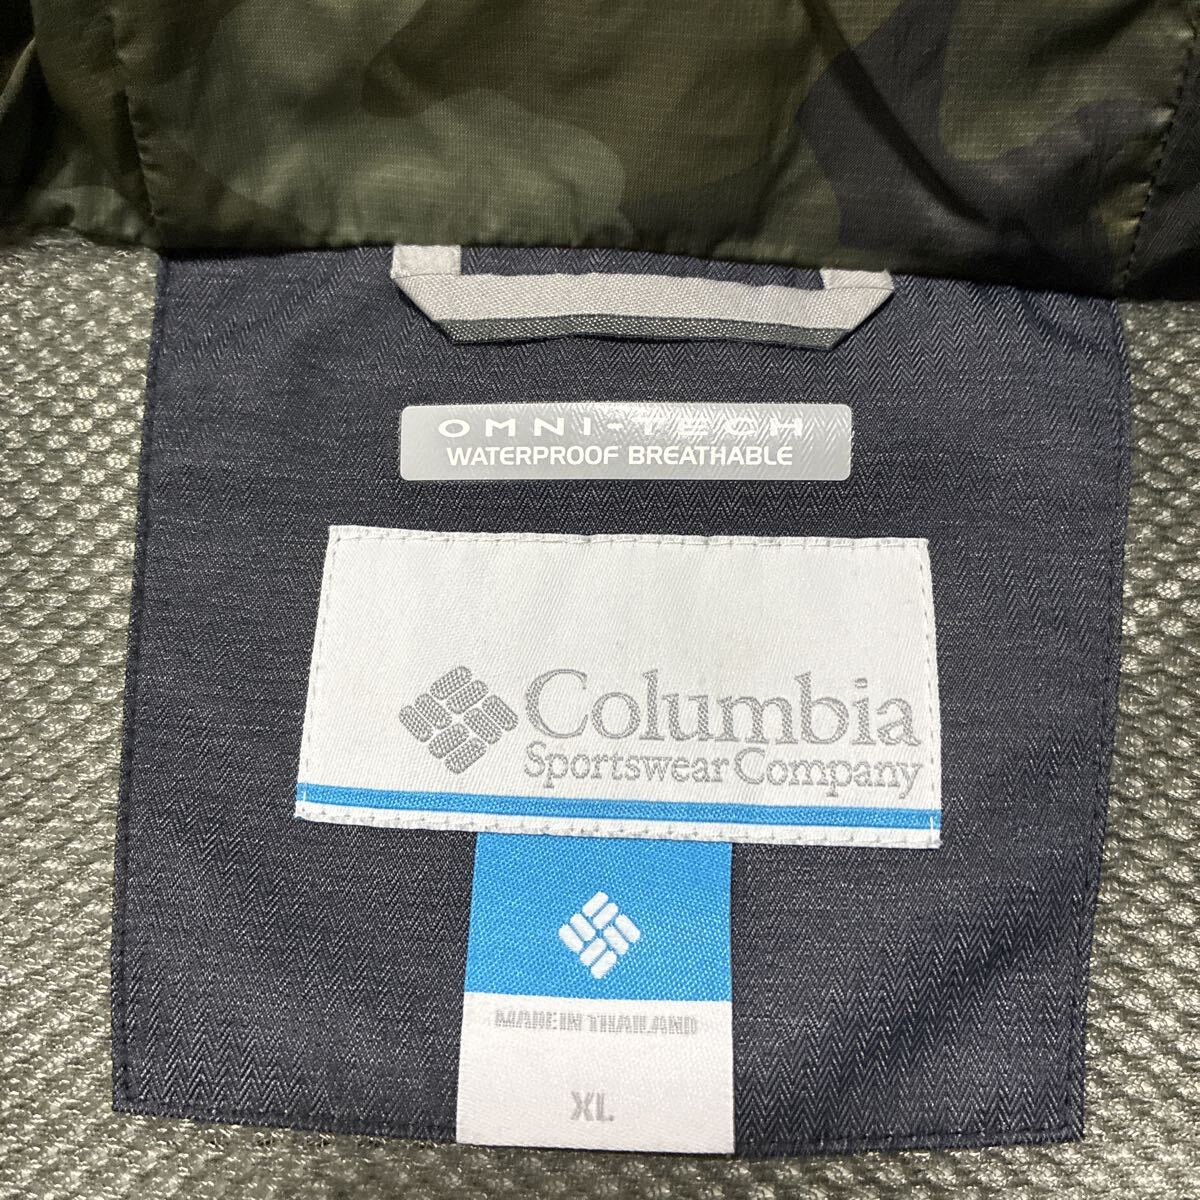 OMNI-TECH
WATERPROOF BREATHABLE
Columbia
Sportswear Company
MADE IN THAILAND
XL